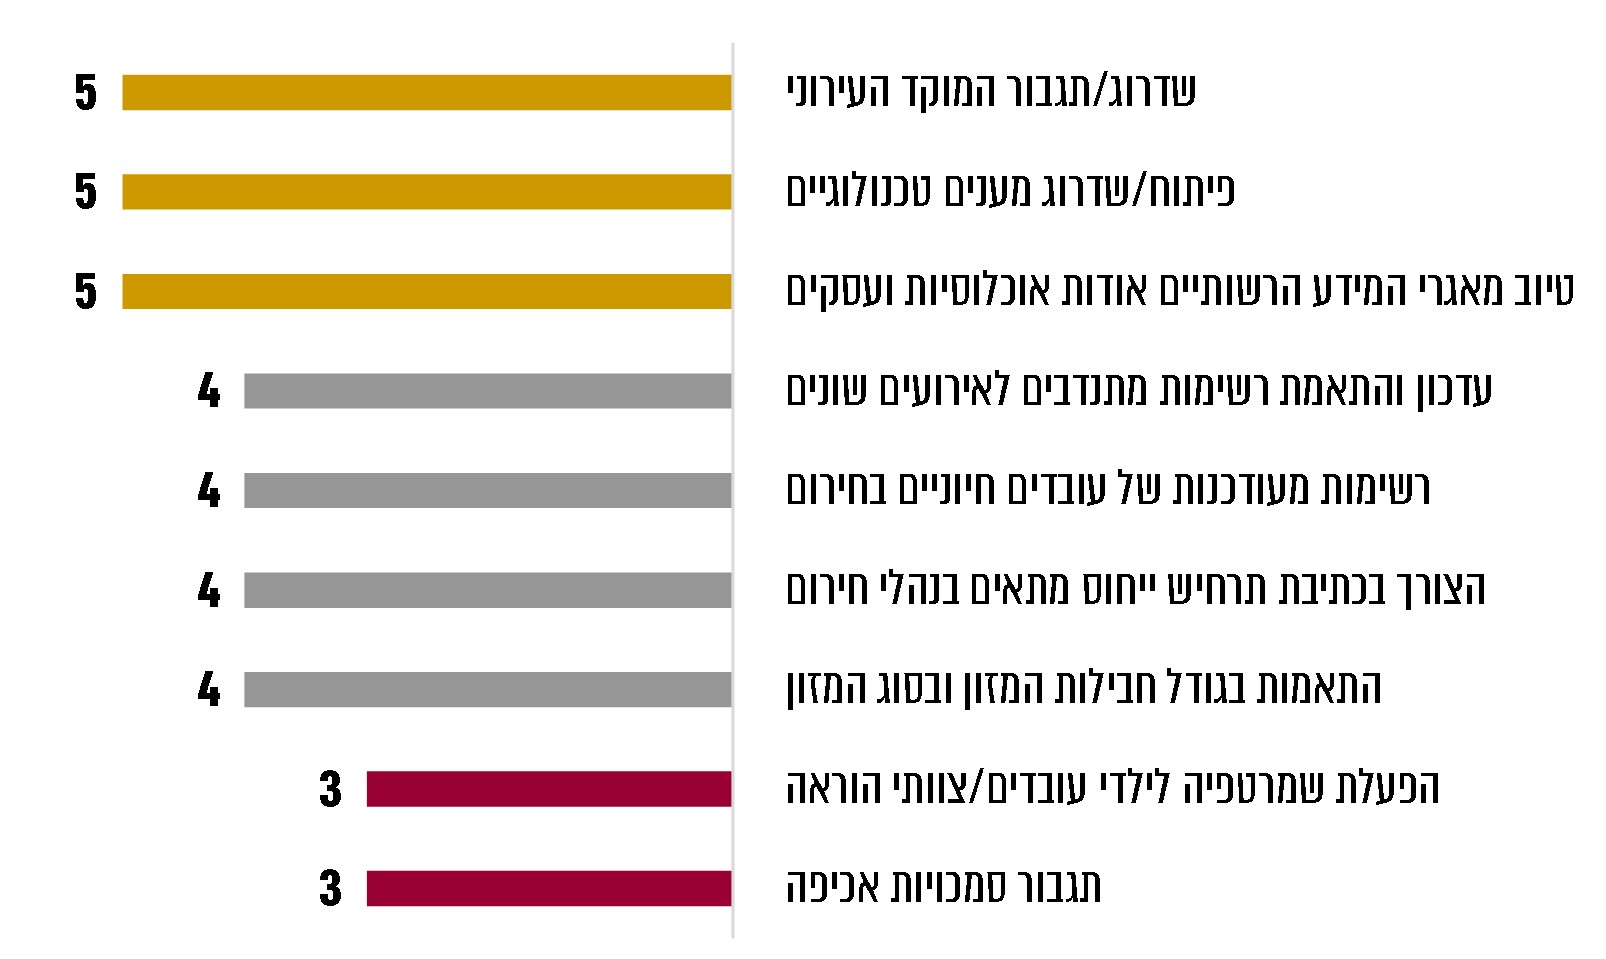 שדרוג/תגבור המוקד העירוני 5
פיתוח/שדרוג מענים טכנולוגיים 5
טיוב מאגרי המידע הרשותיים אודות אוכלוסיות ועסקים 5
עדכון והתאמת רשימות מתנדבים לאירועים שונים 4
רשימות מעודכנות של עובדים חיוניים בחירום 4
הצורך בכתיבת תרחיש ייחוס מתאים בנהלי חירום 4
התאמות בגודל חבילות המזון ובסוג המזון 4
הפעלת שמרטפיה לילדי עובדים/צוותי הוראה 3
תגבור סמכויות אכיפה 3